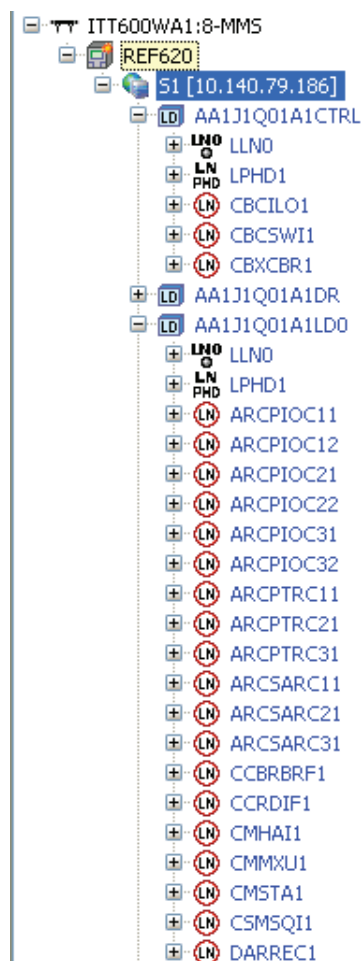 ITT600WA1:8-MMS
REF620
S1 [10.140.79.186]
LD AA1J1Q01A1CTRL
LN0 LLN0
LN PHD LPHD1
LN CBCILO1
LN CBCSWI1
LN CBXCBR1
LD AA1J1Q01A1DR
LD AA1J1Q01A1LD0
LN0 LLN0
LN PHD LPHD1
LN ARCPIOC11
LN ARCPIOC12
LN ARCPIOC21
LN ARCPIOC22
LN ARCPIOC31
LN ARCPIOC32
LN ARCPTRC11
LN ARCPTRC21
LN ARCPTRC31
LN ARCSARC11
LN ARCSARC21
LN ARCSARC31
LN CCBRBRF1
LN CCRDIF1
LN CMHAI1
LN CMMXU1
LN CMSTA1
LN CSMSQI1
LN DARREC1